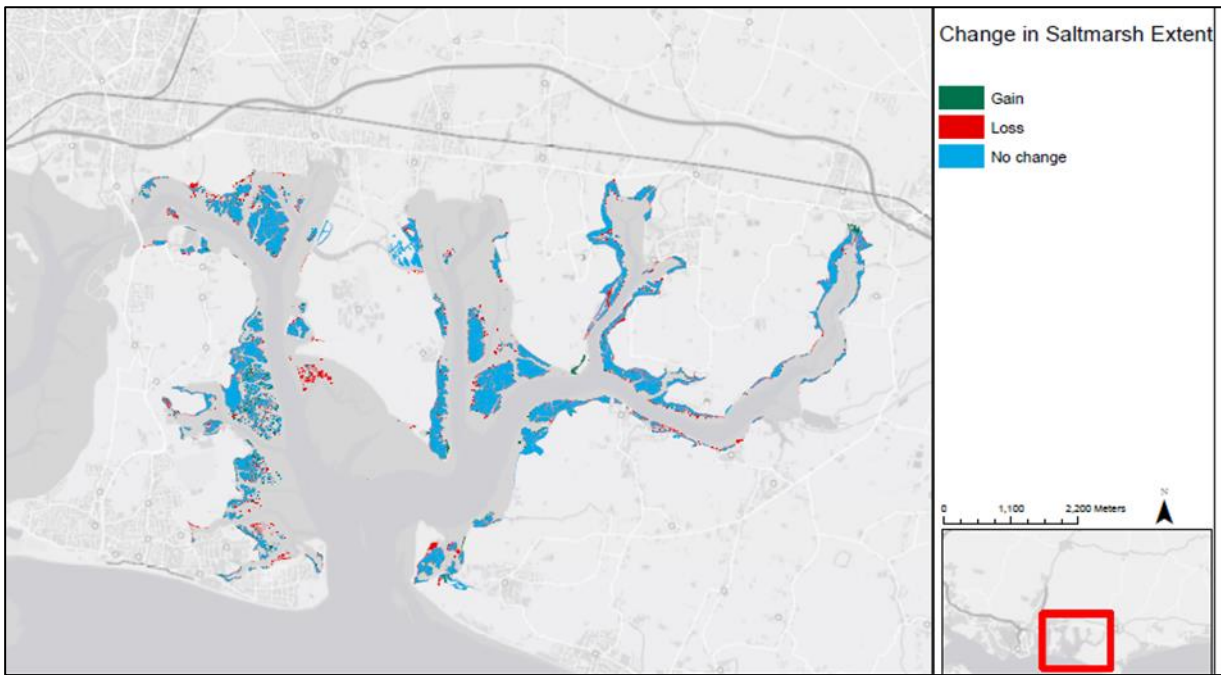 Change in Saltmarsh Extent
Gain
Loss
No change
N
0 1,100 2,200 Meters